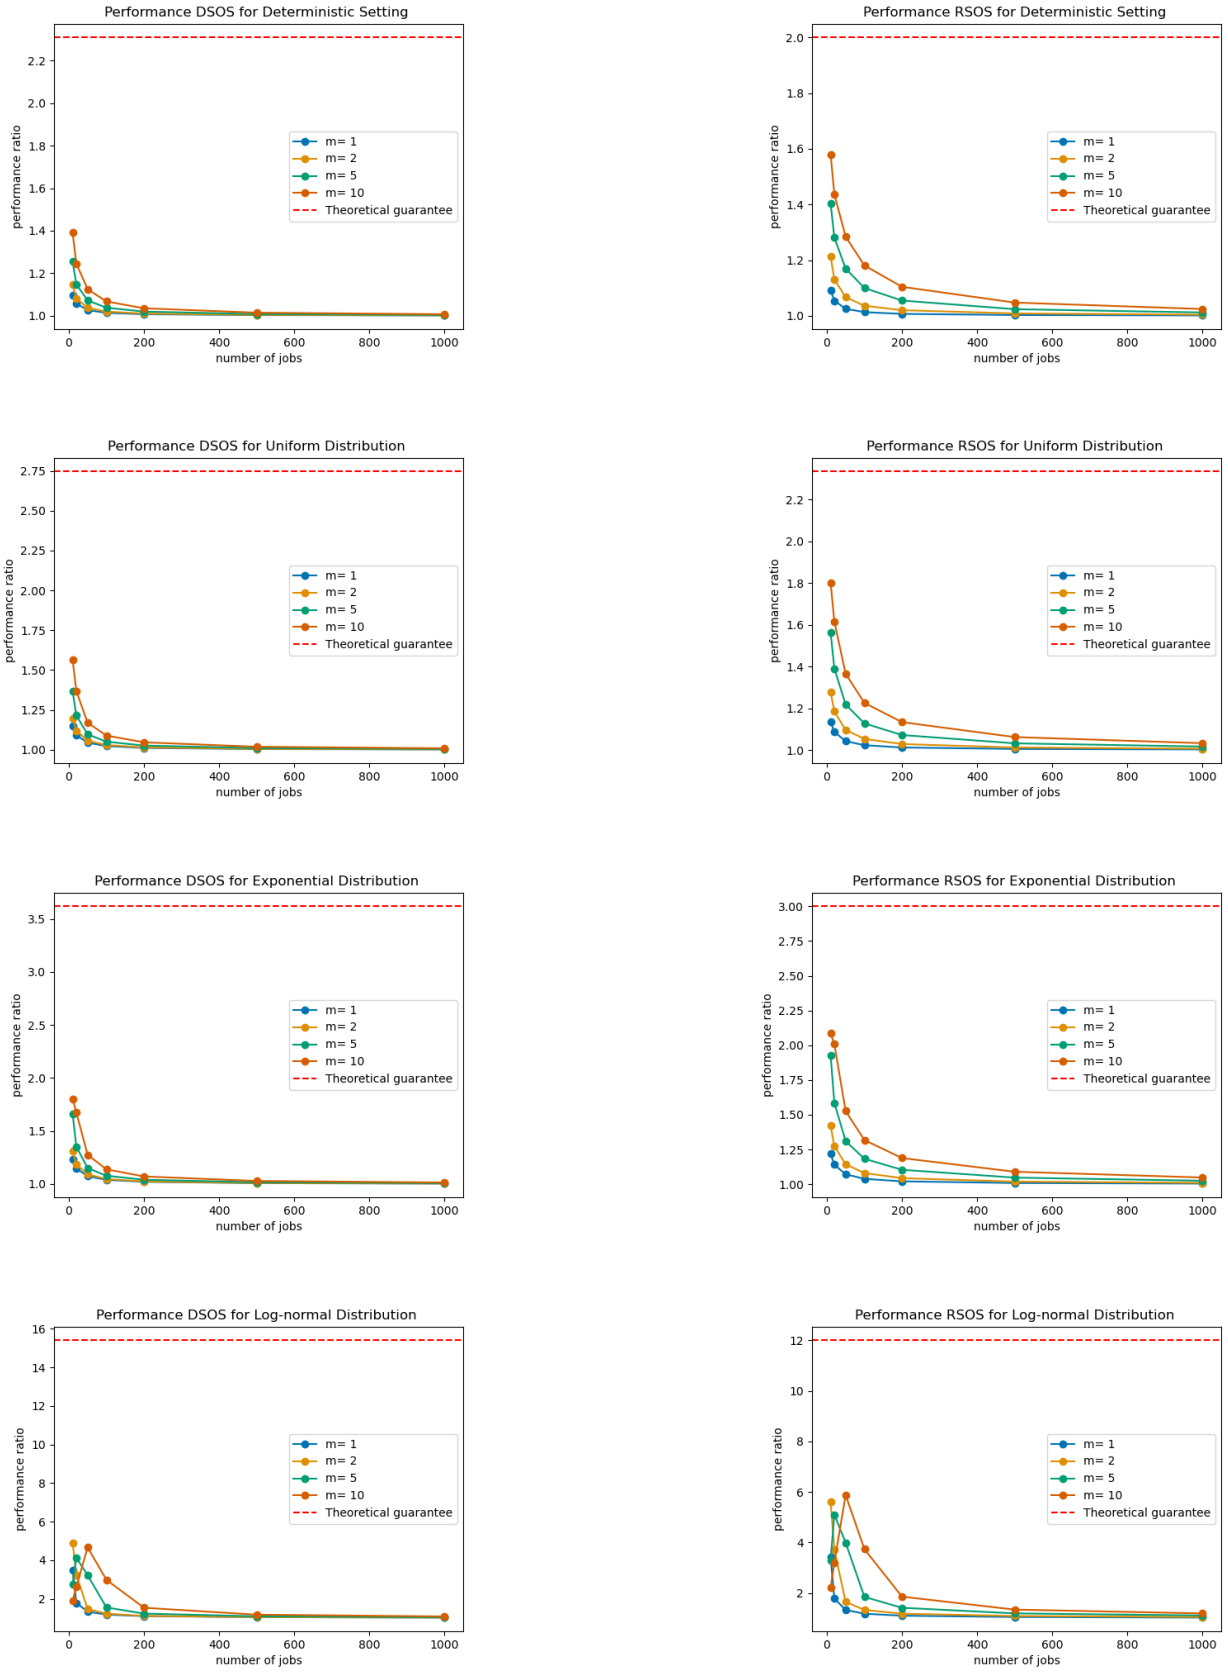 Performance DSOS for Deterministic Setting
performance ratio
2.2
2.0
1.8
1.6
1.4
1.2
1.0
m= 1
m= 2
m= 5
m= 10
Theoretical guarantee
0 200 400 600 800 1000
number of jobs
Performance RSOS for Deterministic Setting
performance ratio
2.0
1.8
1.6
1.4
1.2
1.0
m= 1
m= 2
m= 5
m= 10
Theoretical guarantee
0 200 400 600 800 1000
number of jobs
Performance DSOS for Uniform Distribution
performance ratio
2.75
2.50
2.25
2.00
1.75
1.50
1.25
1.00
m= 1
m= 2
m= 5
m= 10
Theoretical guarantee
0 200 400 600 800 1000
number of jobs
Performance RSOS for Uniform Distribution
performance ratio
2.2
2.0
1.8
1.6
1.4
1.2
1.0
m= 1
m= 2
m= 5
m= 10
Theoretical guarantee
0 200 400 600 800 1000
number of jobs
Performance DSOS for Exponential Distribution
performance ratio
3.5
3.0
2.5
2.0
1.5
1.0
m= 1
m= 2
m= 5
m= 10
Theoretical guarantee
0 200 400 600 800 1000
number of jobs
Performance RSOS for Exponential Distribution
performance ratio
3.00
2.75
2.50
2.25
2.00
1.75
1.50
1.25
1.00
m= 1
m= 2
m= 5
m= 10
Theoretical guarantee
0 200 400 600 800 1000
number of jobs
Performance DSOS for Log-normal Distribution
performance ratio
16
14
12
10
8
6
4
2
m= 1
m= 2
m= 5
m= 10
Theoretical guarantee
0 200 400 600 800 1000
number of jobs
Performance RSOS for Log-normal Distribution
performance ratio
12
10
8
6
4
2
m= 1
m= 2
m= 5
m= 10
Theoretical guarantee
0 200 400 600 800 1000
number of jobs